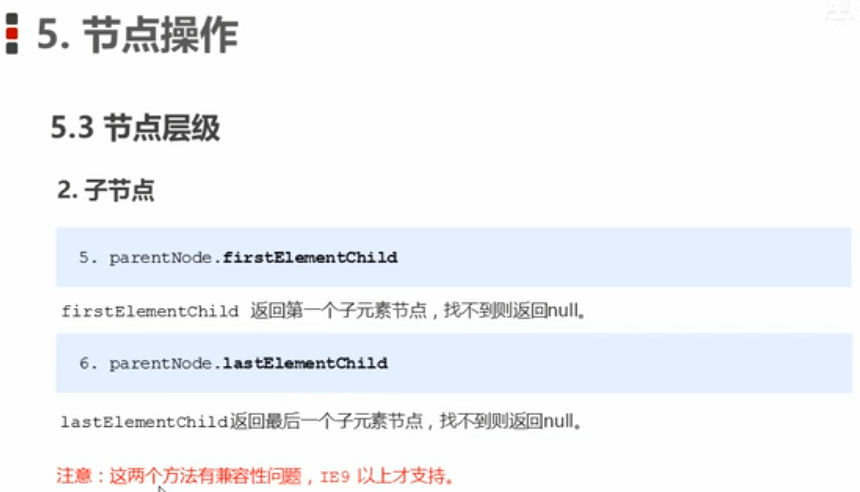 5. 节点操作
5.3 节点层级
2. 子节点
5. parentNode.firstElementChild
firstElementChild 返回第一个子元素节点，找不到则返回null。
6. parentNode.lastElementChild
lastElementChild返回最后一个子元素节点，找不到则返回null。
注意：这两个方法有兼容性问题，IE9 以上才支持。